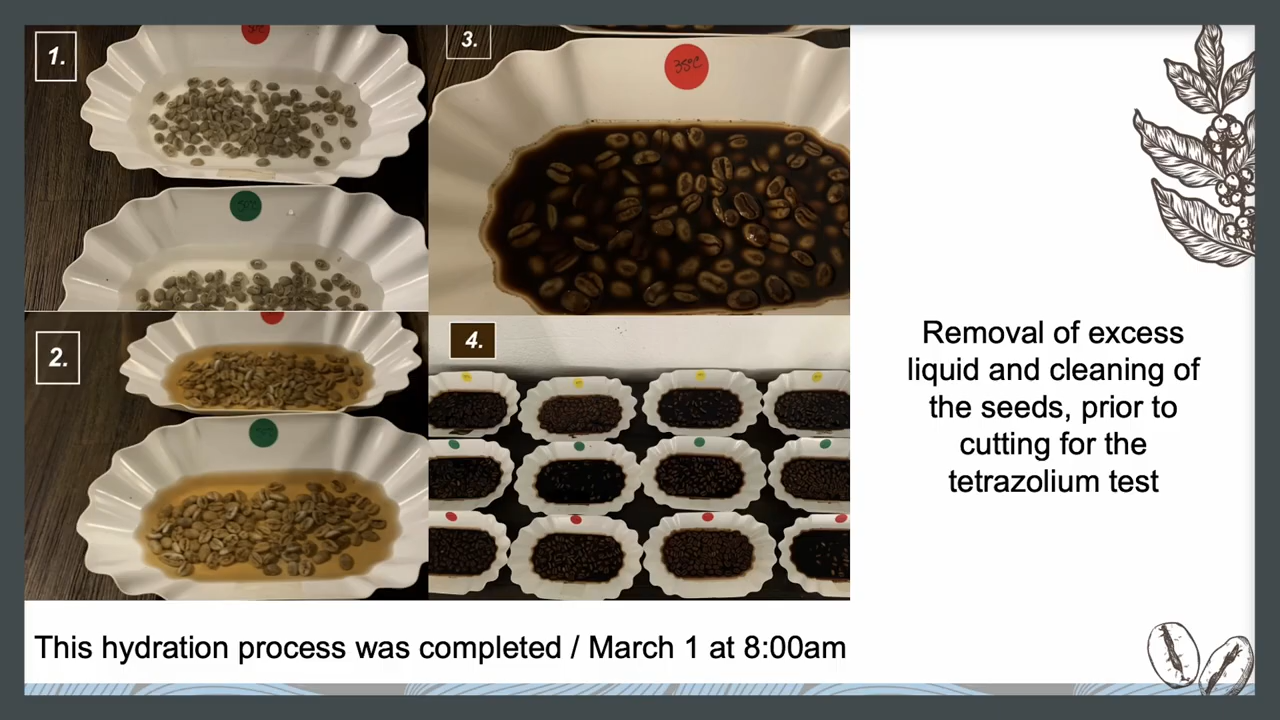 1.
3.
35°C
2.
4.
Removal of excess
liquid and cleaning of
the seeds, prior to
cutting for the
tetrazolium test
This hydration process was completed / March 1 at 8:00am